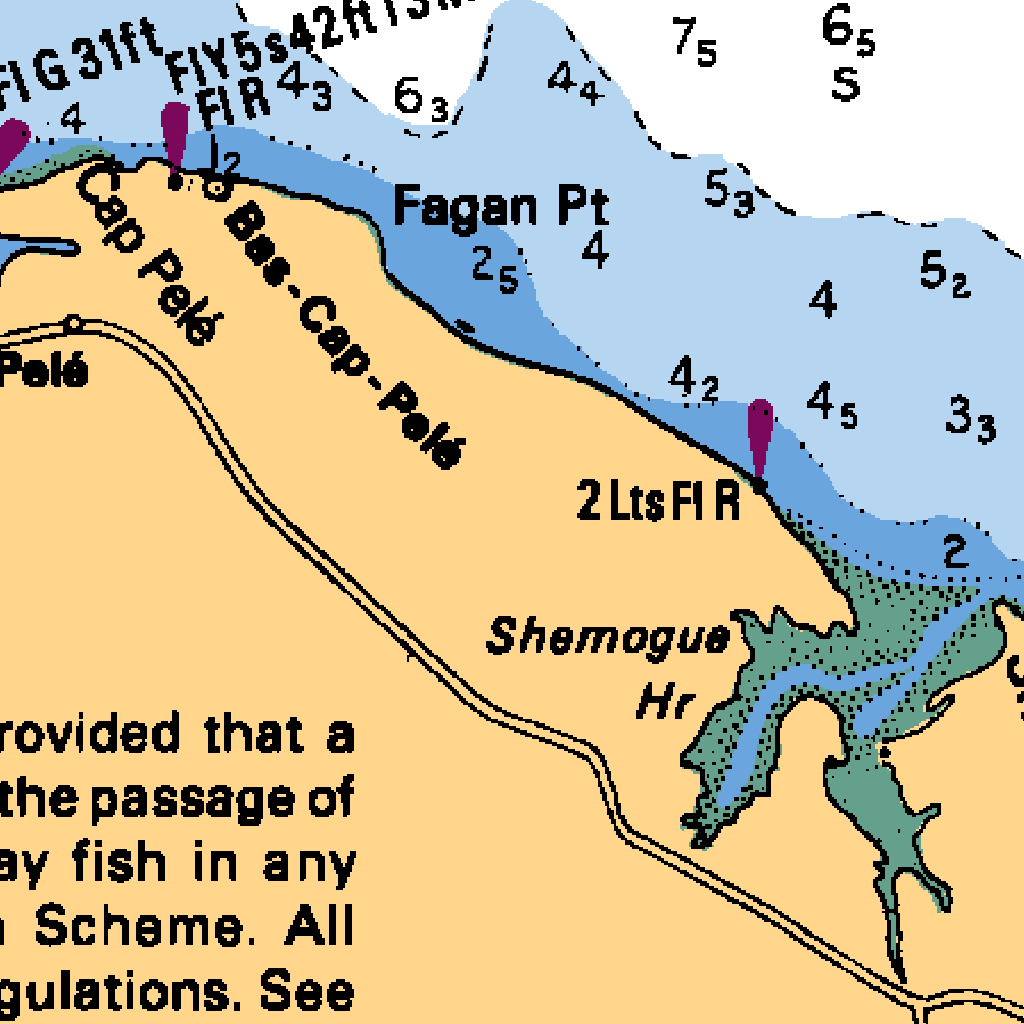 Fl G 31ft
Fl Y 5s 42ft 13M
Fl R
4
4₃
6₃
4₄
7₅
6₅
S
2
Cap Pelé
Bas-Cap-Pelé
Fagan Pt
2₅
4
5₃
4
5₂
Pelé
4₂
4₅
3₃
2 Lts Fl R
2
Shemogue
Hr
rovided that a
the passage of
ay fish in any
Scheme. All
gulations. See